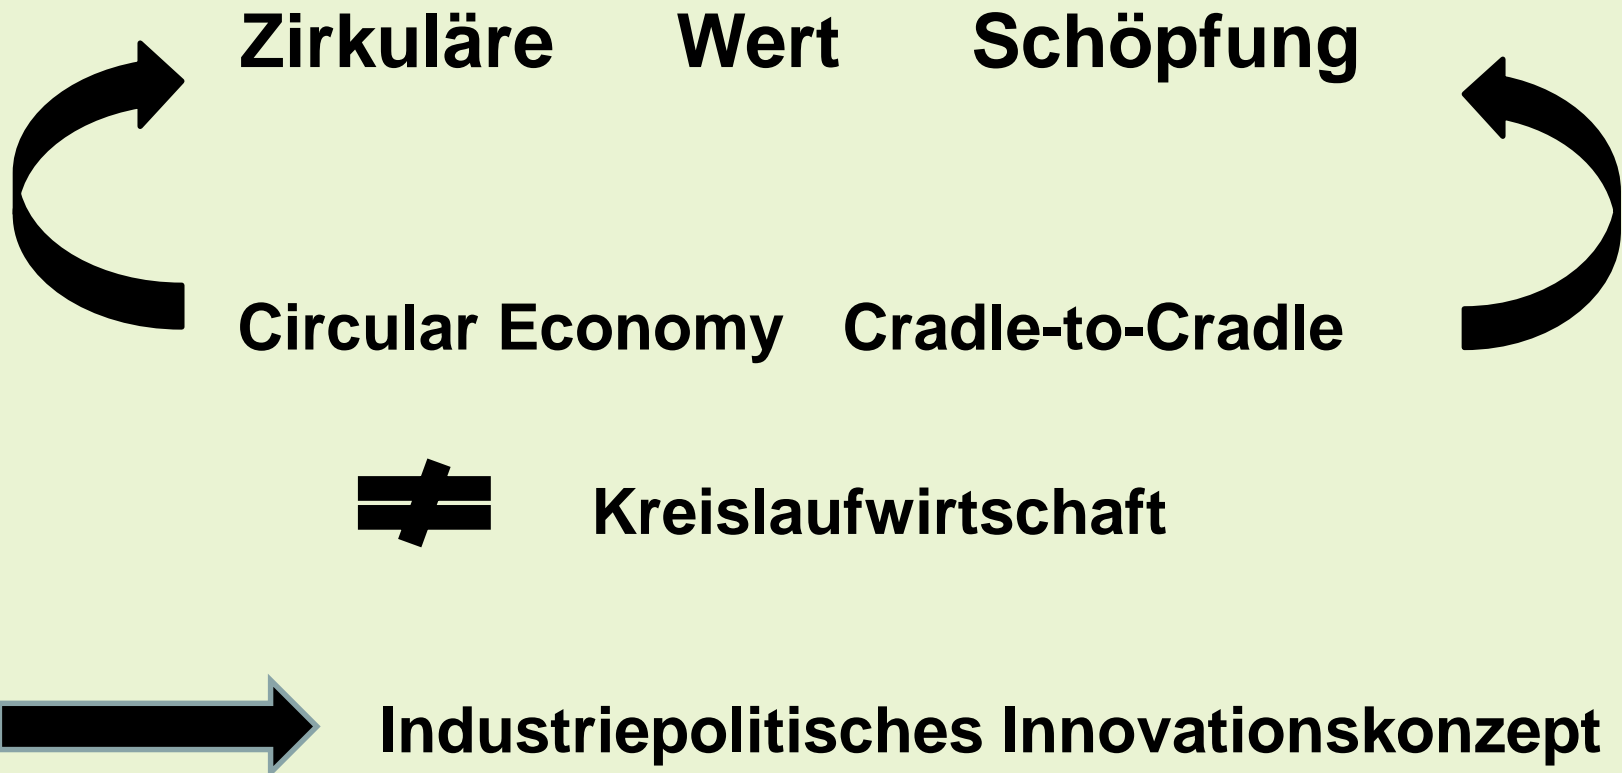 Zirkuläre Wert Schöpfung
Circular Economy Cradle-to-Cradle
≠ Kreislaufwirtschaft
Industriepolitisches Innovationskonzept